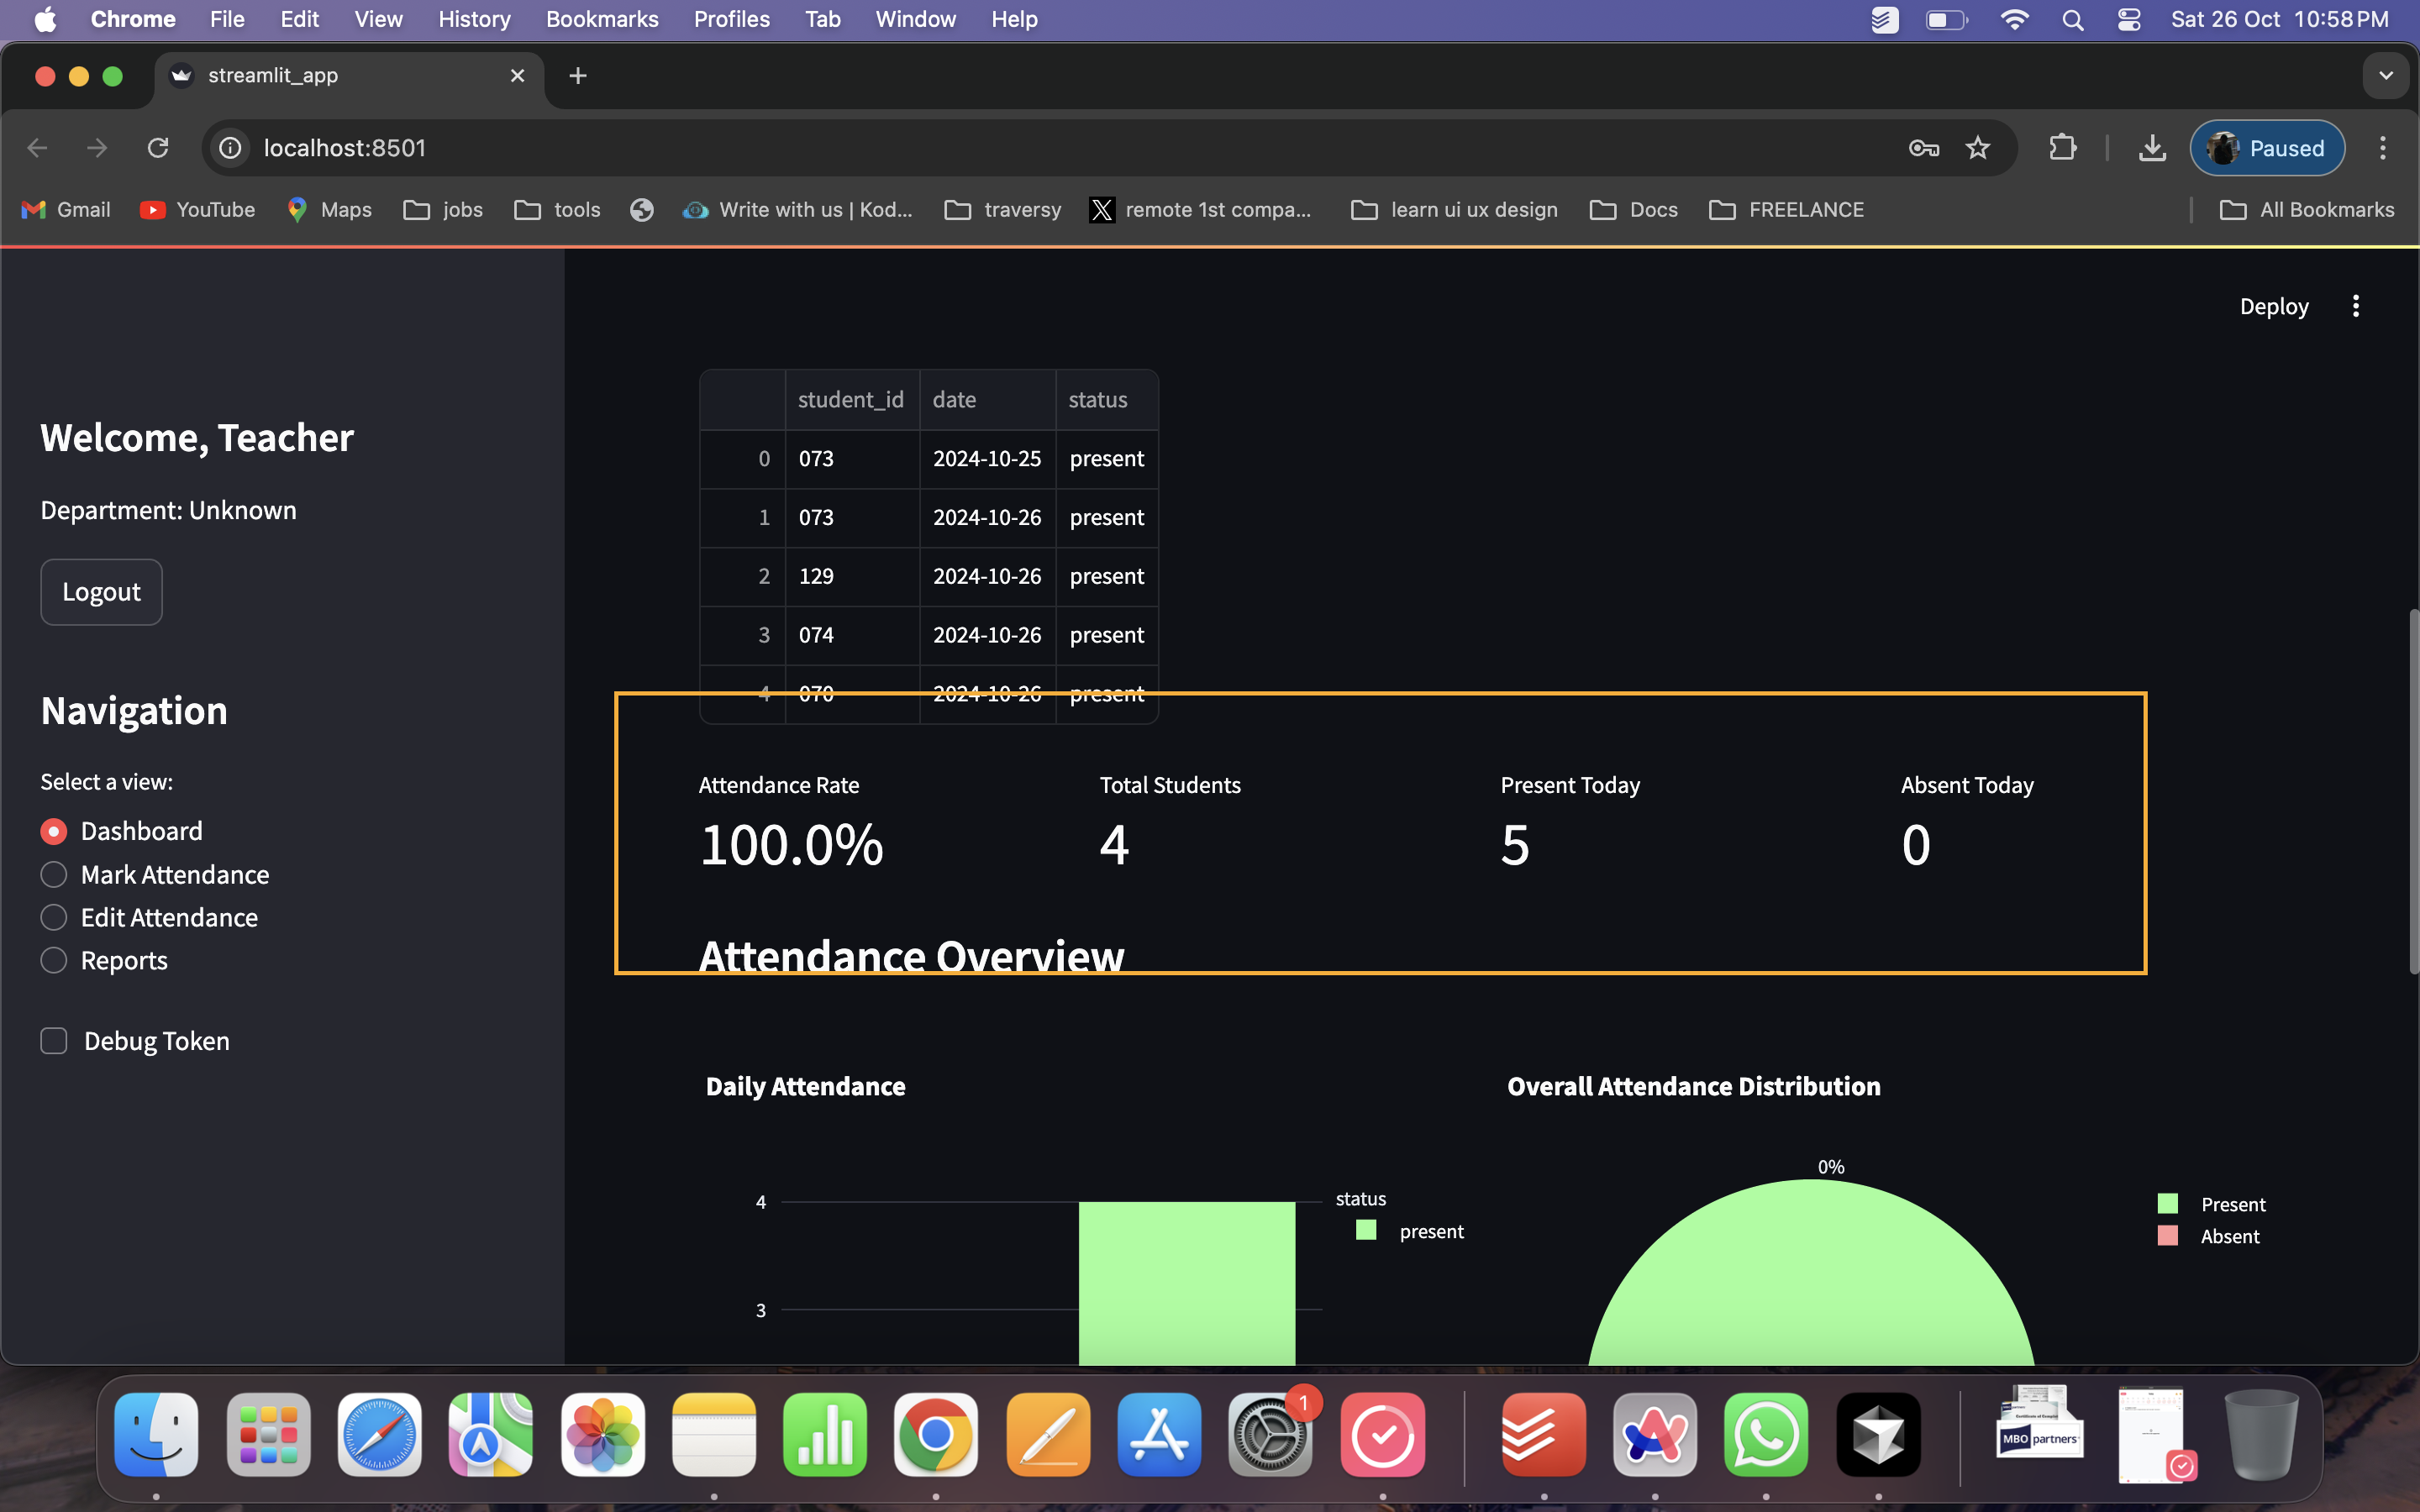 Chrome File Edit View History Bookmarks Profiles Tab Window Help Sat 26 Oct 10:58 PM
streamlit_app
localhost:8501 Paused
Gmail YouTube Maps jobs tools Write with us | Kod... traversy remote 1st compa... learn ui ux design Docs FREELANCE All Bookmarks
Deploy
Welcome, Teacher
Department: Unknown
Logout
Navigation
Select a view:
Dashboard
Mark Attendance
Edit Attendance
Reports
Debug Token
student_id date status
0 073 2024-10-25 present
1 073 2024-10-26 present
2 129 2024-10-26 present
3 074 2024-10-26 present
4 070 2024-10-26 present
Attendance Rate Total Students Present Today Absent Today
100.0% 4 5 0
Attendance Overview
Daily Attendance Overall Attendance Distribution
0%
4 status Present
present Absent
3
1
MBO partners